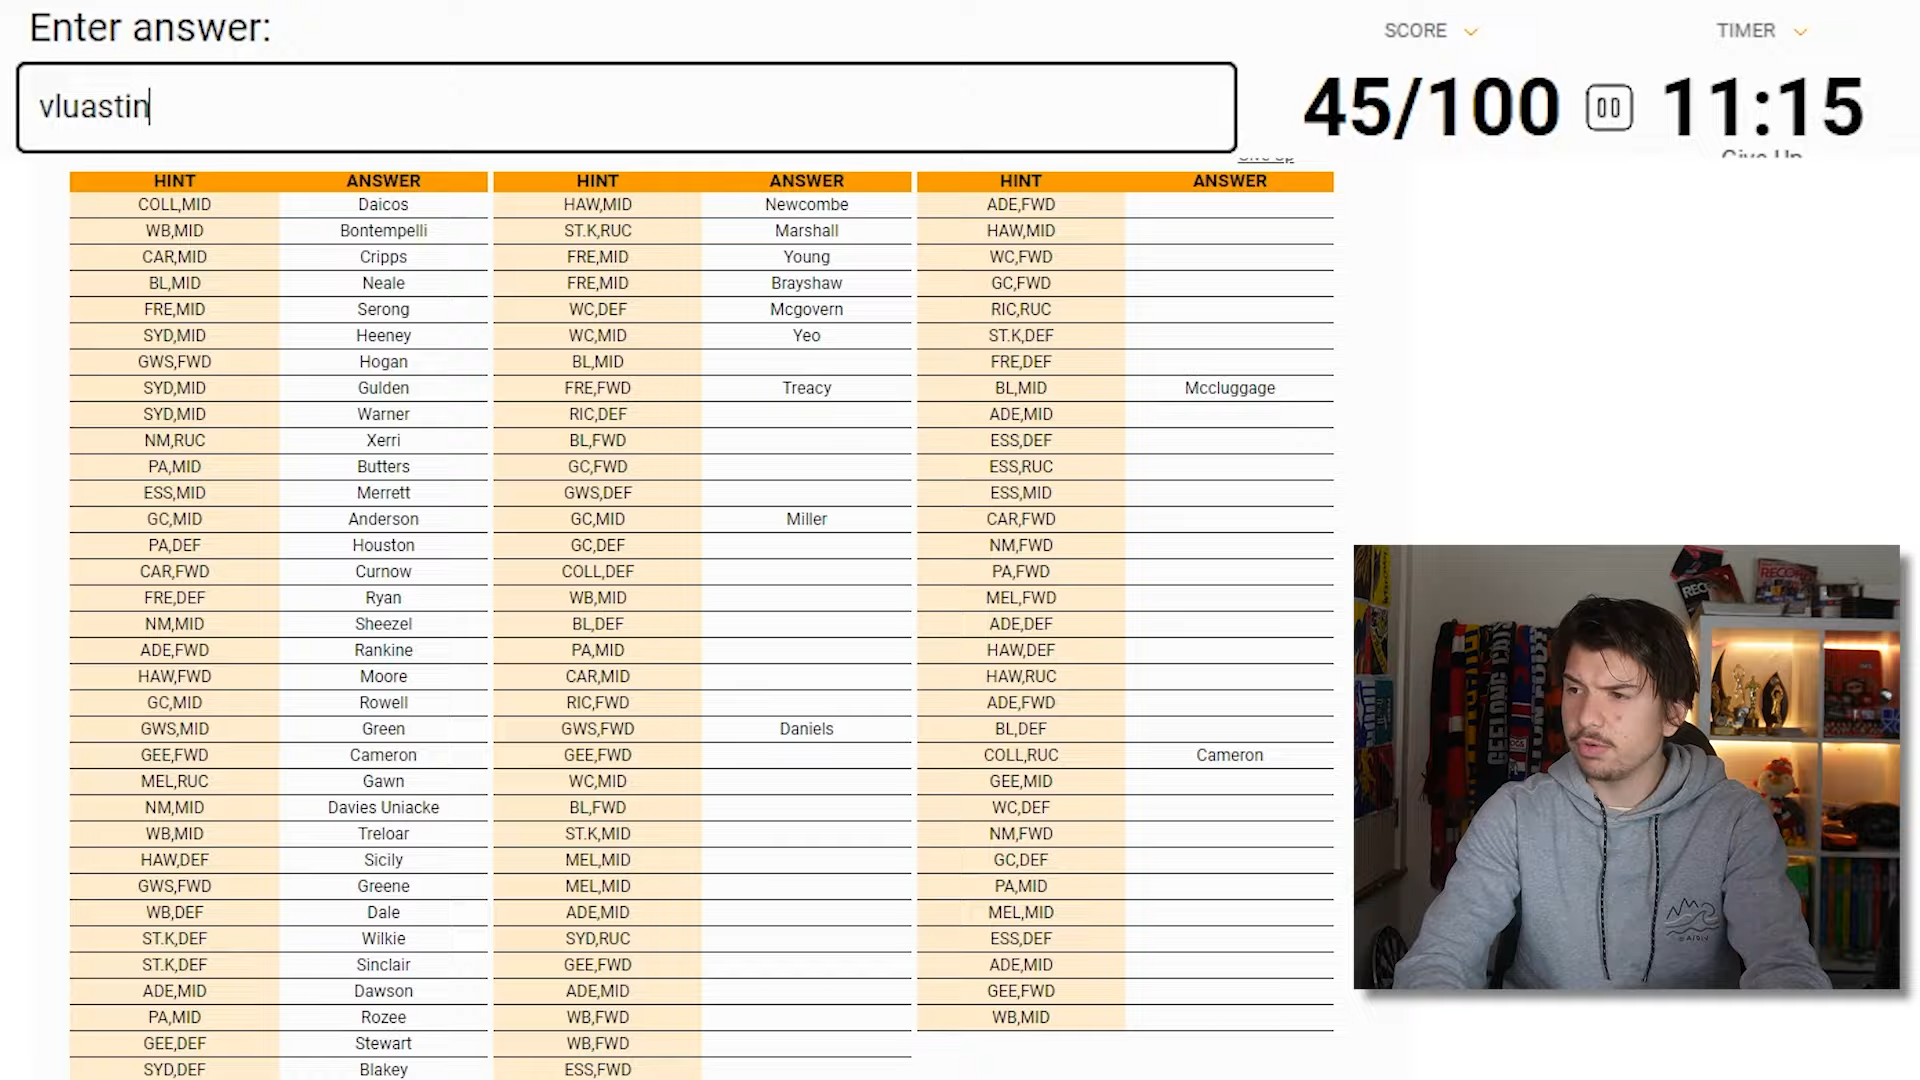 Enter answer:
SCORE
TIMER
vluastin
45/100
11:15
Give Up
HINT ANSWER HINT ANSWER HINT ANSWER
COLL,MID Daicos HAW,MID Newcombe ADE,FWD
WB,MID Bontempelli ST.K,RUC Marshall HAW,MID
CAR,MID Cripps FRE,MID Young WC,FWD
BL,MID Neale FRE,MID Brayshaw GC,FWD
FRE,MID Serong WC,DEF Mcgovern RIC,RUC
SYD,MID Heeney WC,MID Yeo ST.K,DEF
GWS,FWD Hogan BL,MID FRE,DEF
SYD,MID Gulden FRE,FWD Treacy BL,MID Mccluggage
SYD,MID Warner RIC,DEF ADE,MID
NM,RUC Xerri BL,FWD ESS,DEF
PA,MID Butters GC,FWD ESS,RUC
ESS,MID Merrett GWS,DEF ESS,MID
GC,MID Anderson GC,MID Miller CAR,FWD
PA,DEF Houston GC,DEF NM,FWD
CAR,FWD Curnow COLL,DEF PA,FWD
FRE,DEF Ryan WB,MID MEL,FWD
NM,MID Sheezel BL,DEF ADE,DEF
ADE,FWD Rankine PA,MID HAW,DEF
HAW,FWD Moore CAR,MID HAW,RUC
GC,MID Rowell RIC,FWD ADE,FWD
GWS,MID Green GWS,FWD Daniels BL,DEF
GEE,FWD Cameron GEE,FWD COLL,RUC Cameron
MEL,RUC Gawn WC,MID GEE,MID
NM,MID Davies Uniacke BL,FWD WC,DEF
WB,MID Treloar ST.K,MID NM,FWD
HAW,DEF Sicily MEL,MID GC,DEF
GWS,FWD Greene MEL,MID PA,MID
WB,DEF Dale ADE,MID MEL,MID
ST.K,DEF Wilkie SYD,RUC ESS,DEF
ST.K,DEF Sinclair GEE,FWD ADE,MID
ADE,MID Dawson ADE,MID GEE,FWD
PA,MID Rozee WB,FWD WB,MID
GEE,DEF Stewart WB,FWD
SYD,DEF Blakey ESS,FWD
RECORD
GEELONG CATS